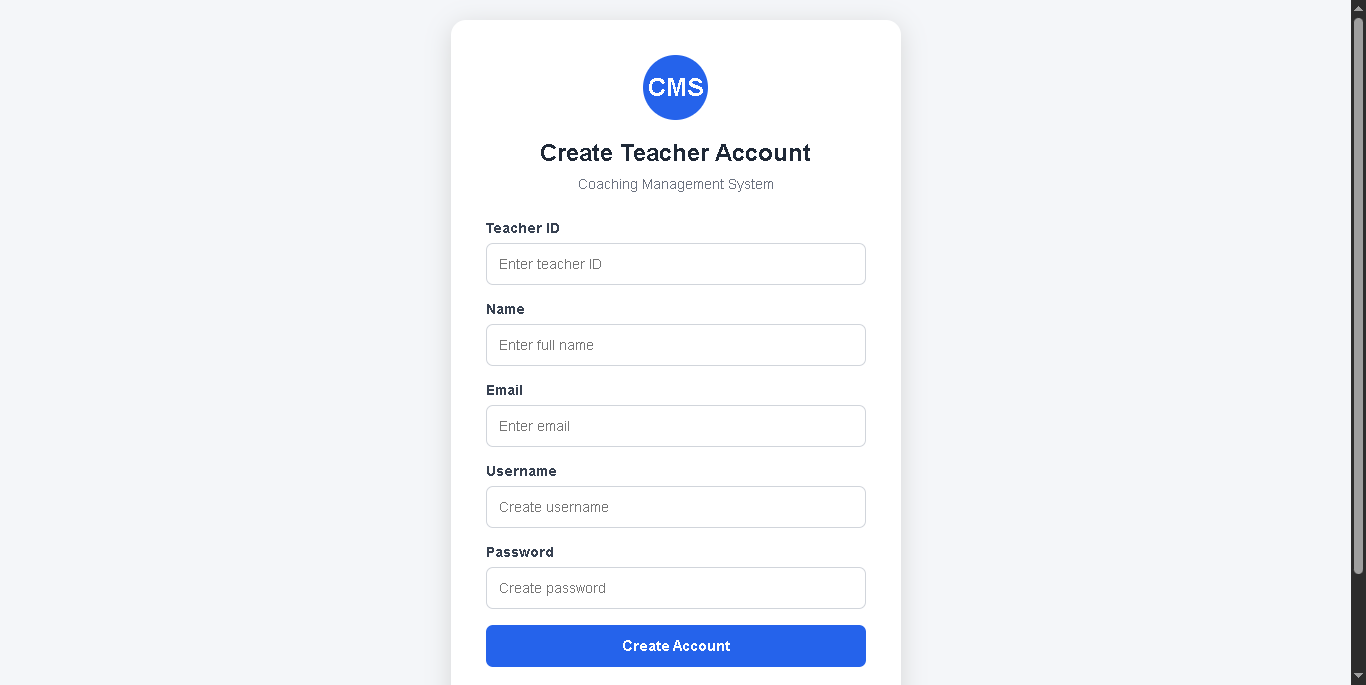 CMS
Create Teacher Account
Coaching Management System
Teacher ID
Enter teacher ID
Name
Enter full name
Email
Enter email
Username
Create username
Password
Create password
Create Account